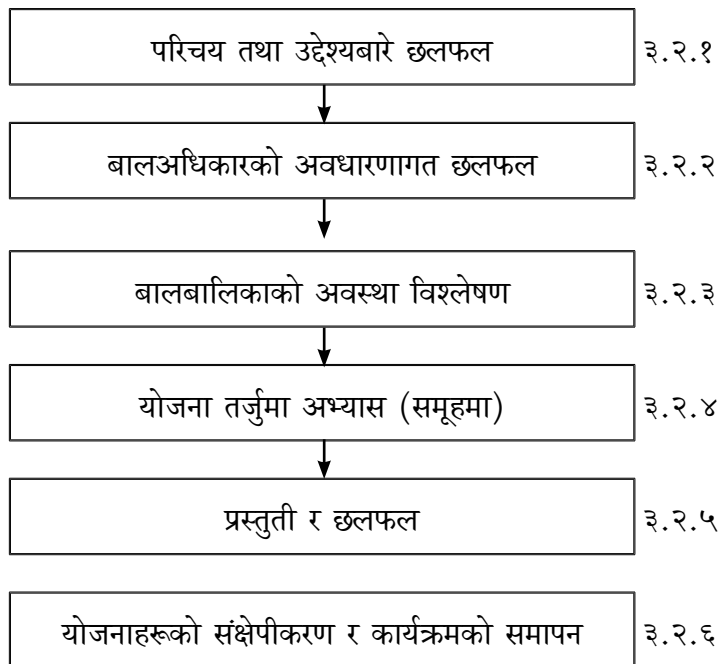 परिचय तथा उद्देश्यबारे छलफल ३.२.१
बालअधिकारको अवधारणागत छलफल ३.२.२
बालबालिकाको अवस्था विश्लेषण ३.२.३
योजना तर्जुमा अभ्यास (समूहमा) ३.२.४
प्रस्तुती र छलफल ३.२.५
योजनाहरूको संक्षेपीकरण र कार्यक्रमको समापन ३.२.६